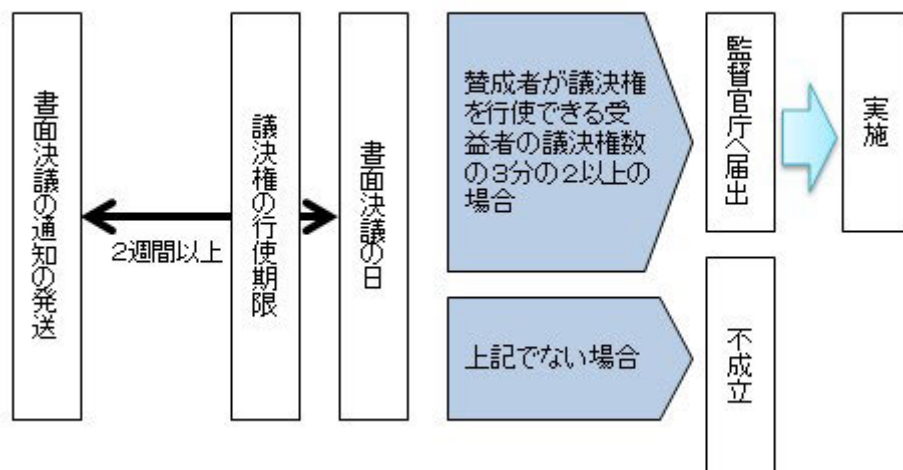 書面決議の通知の発送
2週間以上
議決権の行使期限
書面決議の日
賛成者が議決権
を行使できる受
益者の議決権数
の3分の2以上の
場合
監督官庁へ届出
実施
上記でない場合
不成立